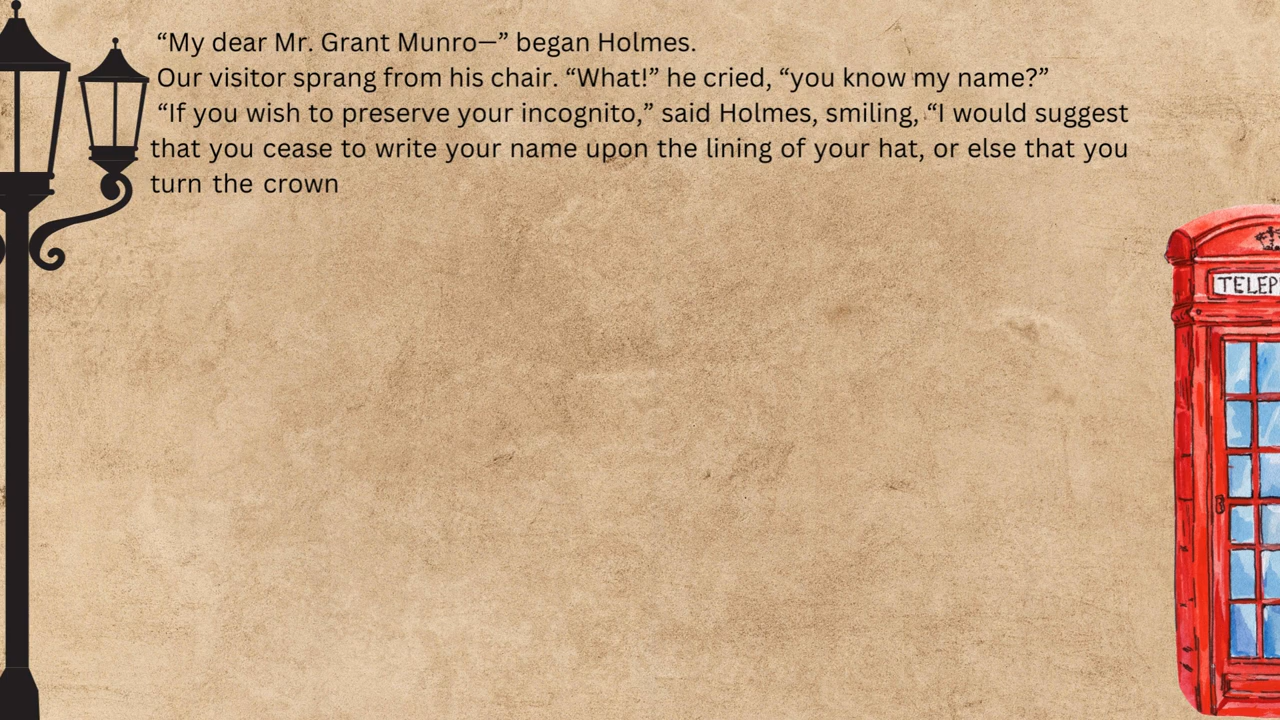 “My dear Mr. Grant Munro—” began Holmes.
Our visitor sprang from his chair. “What!” he cried, “you know my name?”
“If you wish to preserve your incognito,” said Holmes, smiling, “I would suggest
that you cease to write your name upon the lining of your hat, or else that you
turn the crown
TELEP